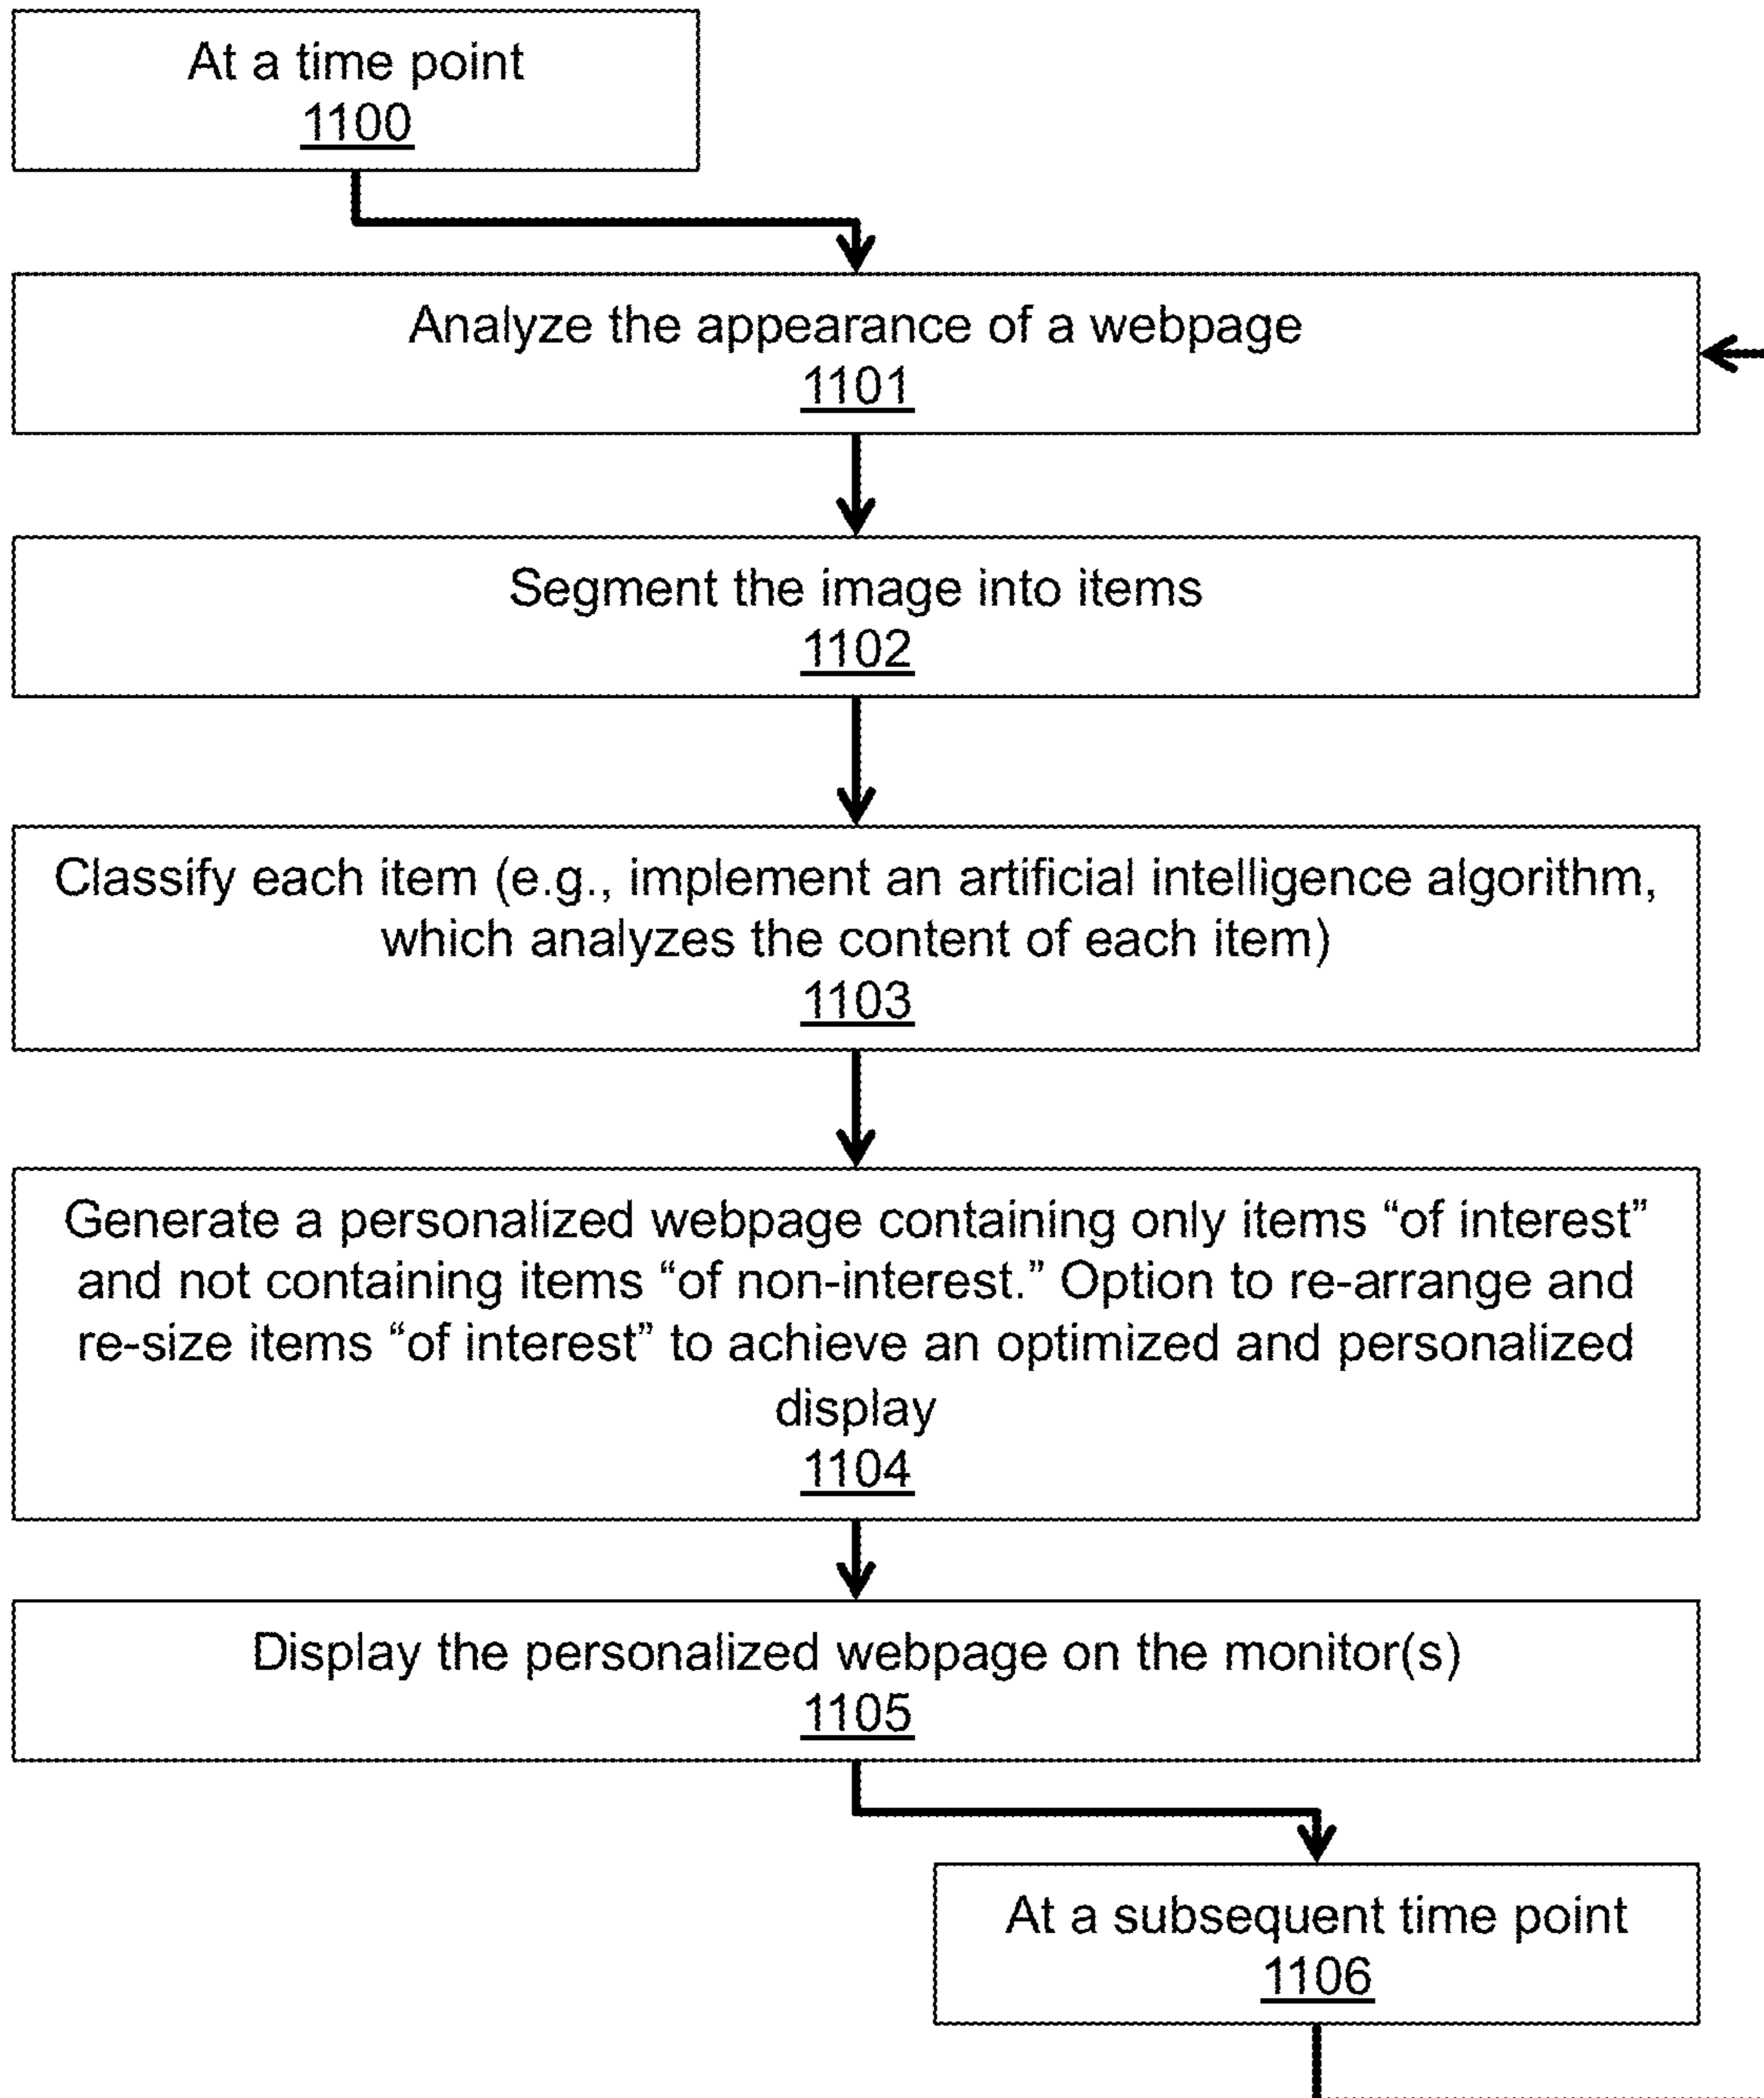 At a time point
1100
Analyze the appearance of a webpage
1101
Segment the image into items
1102
Classify each item (e.g., implement an artificial intelligence algorithm,
which analyzes the content of each item)
1103
Generate a personalized webpage containing only items “of interest”
and not containing items “of non-interest.” Option to re-arrange and
re-size items “of interest” to achieve an optimized and personalized
display
1104
Display the personalized webpage on the monitor(s)
1105
At a subsequent time point
1106